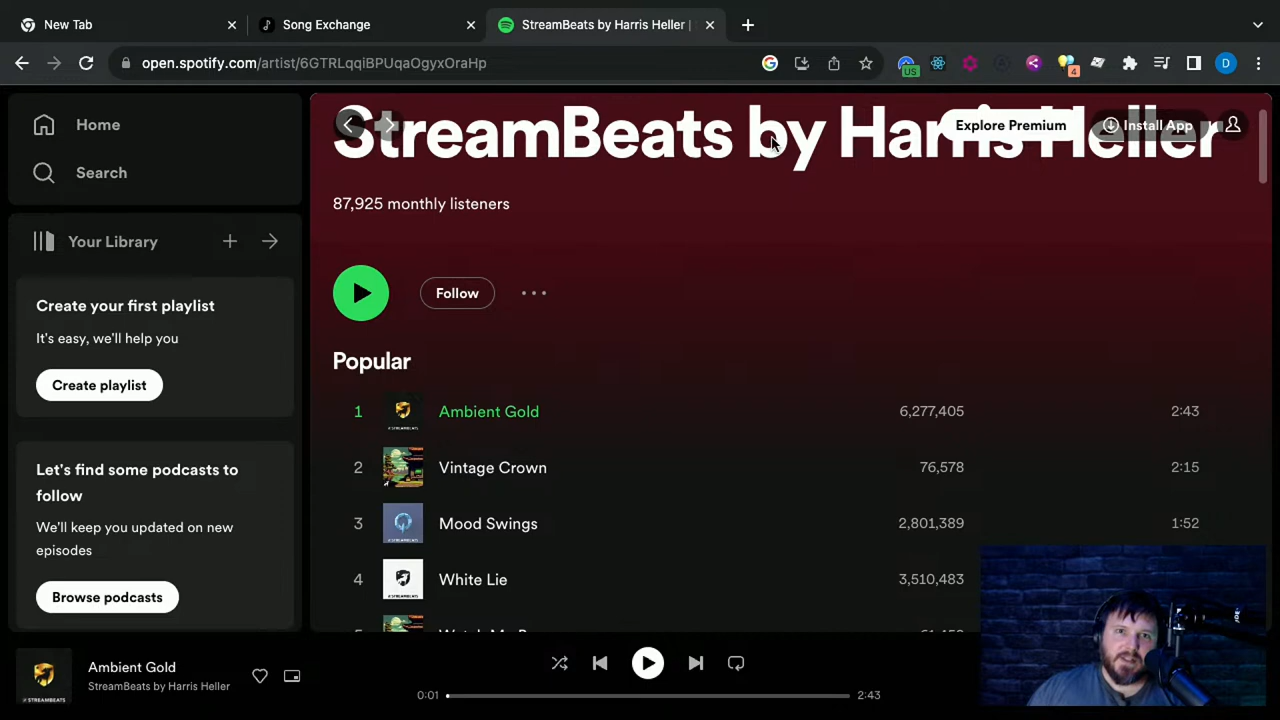 New Tab
Song Exchange
StreamBeats by Harris Heller |
open.spotify.com/artist/6GTRLqqiBPUqaOgyxOraHp
US
4
D
Home
Search
Your Library
Create your first playlist
It's easy, we'll help you
Create playlist
Let's find some podcasts to
follow
We'll keep you updated on new
episodes
Browse podcasts
StreamBeats by Harris Heller
Explore Premium
Install App
87,925 monthly listeners
Follow
Popular
1 Ambient Gold 6,277,405 2:43
2 Vintage Crown 76,578 2:15
3 Mood Swings 2,801,389 1:52
4 White Lie 3,510,483
Ambient Gold
StreamBeats by Harris Heller
0:01
2:43